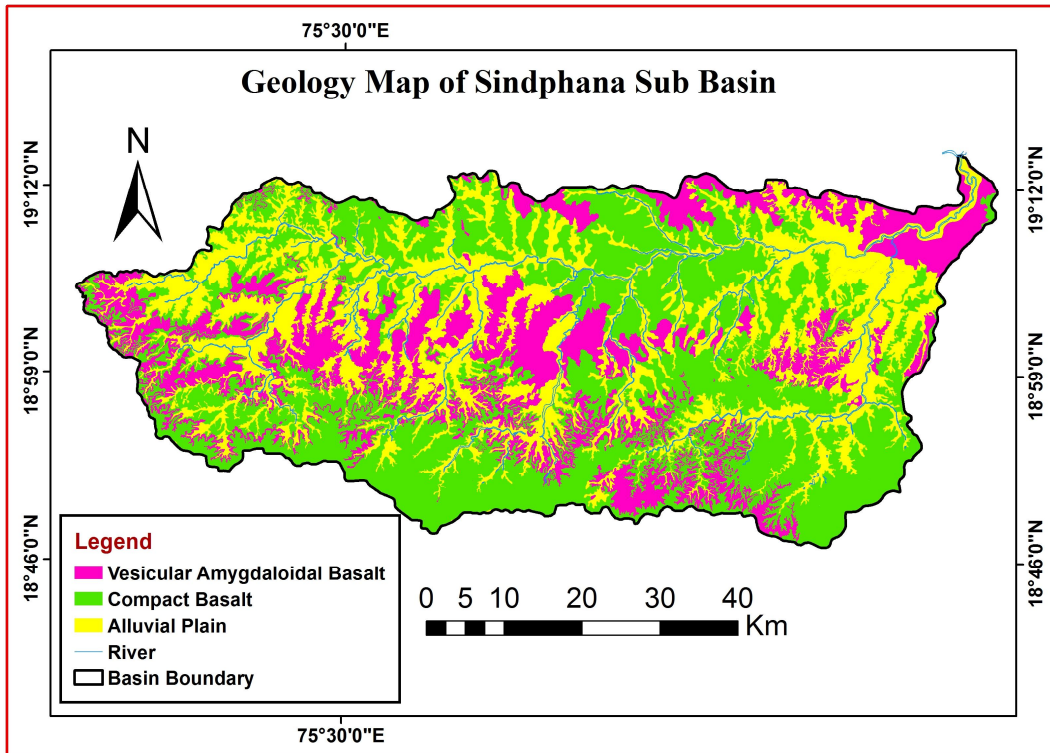 75°30'0"E
Geology Map of Sindphana Sub Basin
N
19°12'0"N
19°12'0"N
18°59'0"N
18°59'0"N
18°46'0"N
18°46'0"N
Legend
Vesicular Amygdaloidal Basalt
Compact Basalt
Alluvial Plain
River
Basin Boundary
0 5 10 20 30 40
Km
75°30'0"E